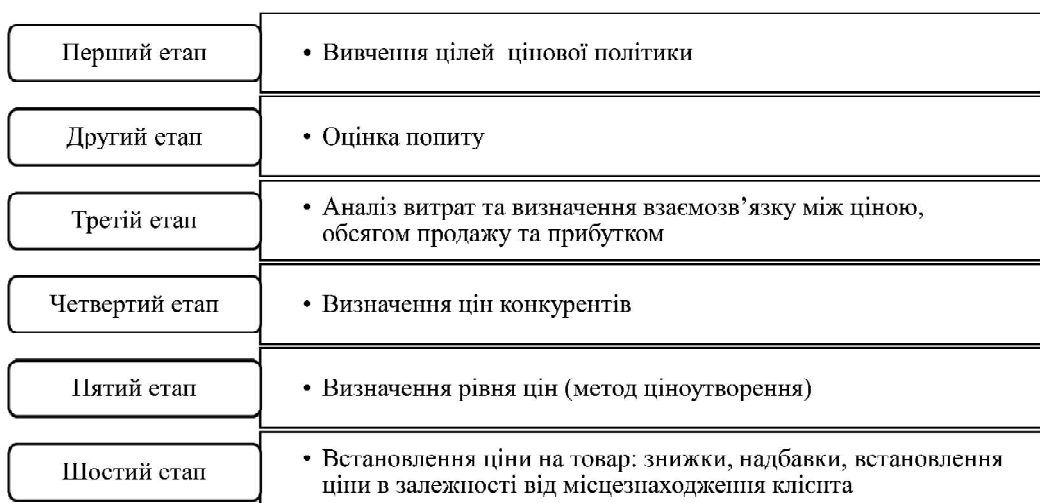 Перший етап
• Вивчення цілей цінової політики
Другий етап
• Оцінка попиту
Третій етап
• Аналіз витрат та визначення взаємозв’язку між ціною,
обсягом продажу та прибутком
Четвертий етап
• Визначення цін конкурентів
Пятий етап
• Визначення рівня цін (метод ціноутворення)
Шостий етап
• Встановлення ціни на товар: знижки, надбавки, встановлення
ціни в залежності від місцезнаходження клієнта